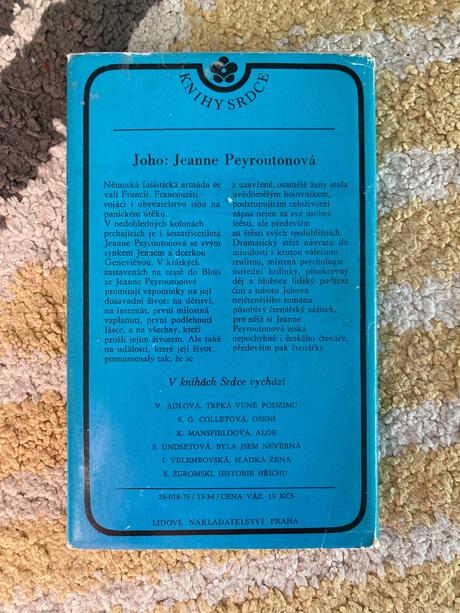 KNIHY SRDCE
Joho: Jeanne Peyroutonová
Německá fašistická armáda se
valí Francií. Francouzští
vojáci i obyvatelstvo jsou na
panickém útěku.
V nedohledných kolonách
prchajících je i šestatřicetiletá
Jeanne Peyroutonová se svým
synkem Jeanem a dcerkou
Genevièvou. V krátkých
zastaveních na cestě do Blois
se Jeanne Peyroutonové
promítají vzpomínky na její
dosavadní život: na dětství,
na internát, první milostná
vzplanutí, první podlehnutí
lásce, a na všechny, kteří
prošli jejím životem. Ale také
na události, které její život
poznamenaly tak, že se
z uzavřené, osamělé ženy stala
uvědomělým bojovníkem,
podstupujícím celoživotní
zápas nejen za své osobní
štěstí, ale především
za štěstí svých spolubližních.
Dramatický střet návratu do
minulosti s krutou válečnou
realitou, mistrná psychologie
ústřední hrdinky, plnokrevný
děj a hluboce lidský podtext
činí z tohoto Johova
nejčtenějšího románu
působivý čtenářský zážitek,
pro nějž si Jeanne
Peyroutonová získá
nepochybně i českého čtenáře,
především pak čtenářky.
V knihách Srdce vychází
V. ADLOVÁ, TRPKÁ VŮNĚ PODZIMU
S. G. COLLETOVÁ, OSENÍ
K. MANSFIELDOVÁ, ALOE
S. UNDSETOVÁ, BYLA JSEM NEVĚRNÁ
J. VELEMBOVSKÁ, SLADKÁ ŽENA
S. ŻEROMSKI, HISTORIE HŘÍCHU
26-018-75 / 13-34 / CENA VÁZ. 15 KČS
LIDOVÉ NAKLADATELSTVÍ PRAHA